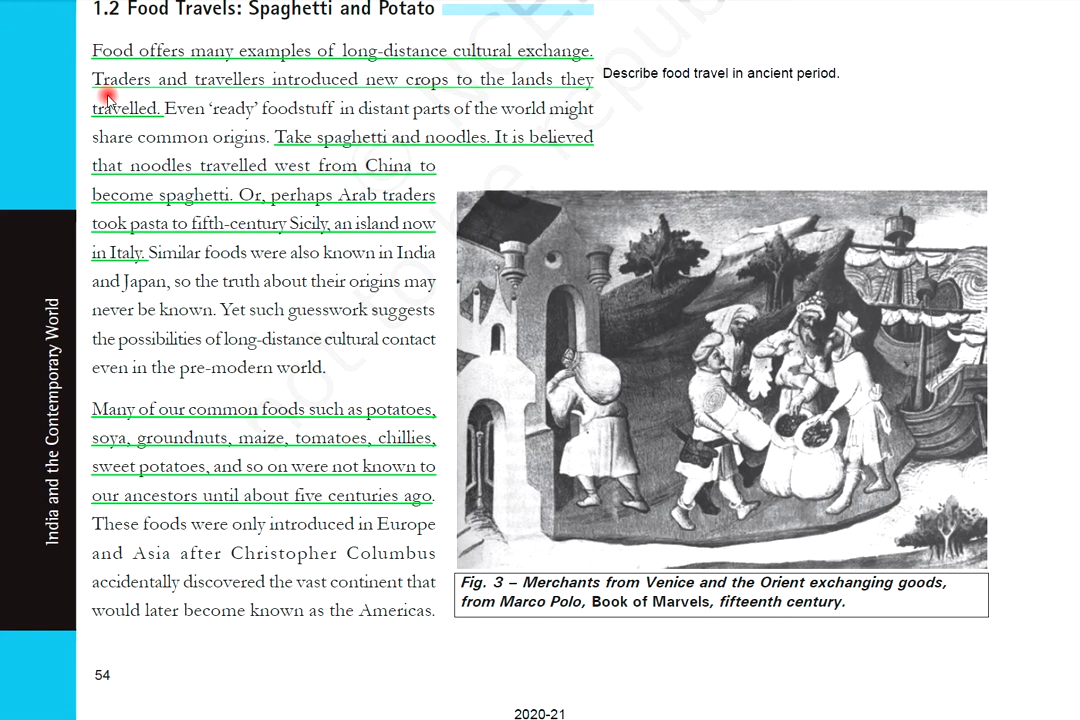 1.2 Food Travels: Spaghetti and Potato
Food offers many examples of long-distance cultural exchange.
Traders and travellers introduced new crops to the lands they
travelled. Even ‘ready’ foodstuff in distant parts of the world might
share common origins. Take spaghetti and noodles. It is believed
that noodles travelled west from China to
become spaghetti. Or, perhaps Arab traders
took pasta to fifth-century Sicily, an island now
in Italy. Similar foods were also known in India
and Japan, so the truth about their origins may
never be known. Yet such guesswork suggests
the possibilities of long-distance cultural contact
even in the pre-modern world.
Many of our common foods such as potatoes,
soya, groundnuts, maize, tomatoes, chillies,
sweet potatoes, and so on were not known to
our ancestors until about five centuries ago.
These foods were only introduced in Europe
and Asia after Christopher Columbus
accidentally discovered the vast continent that
would later become known as the Americas.
Describe food travel in ancient period.
Fig. 3 – Merchants from Venice and the Orient exchanging goods,
from Marco Polo, Book of Marvels, fifteenth century.
India and the Contemporary World
54
2020-21
not to be republ